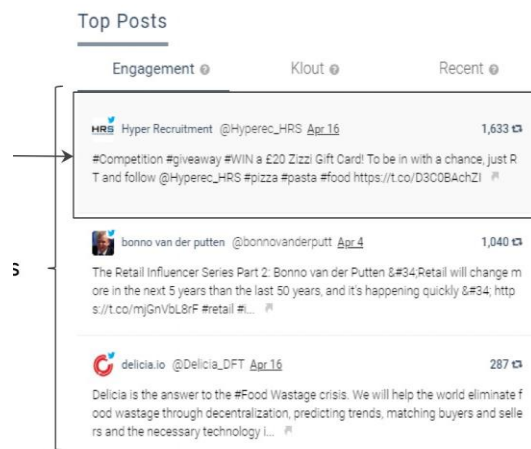 Top Posts
Engagement
Klout
Recent
HRS Hyper Recruitment @Hyperec_HRS Apr 16 1,633
#Competition #giveaway #WIN a £20 Zizzi Gift Card! To be in with a chance, just R
T and follow @Hyperec_HRS #pizza #pasta #food https://t.co/D3C0BAchZI
bonno van der putten @bonnovanderputt Apr 4 1,040
The Retail Influencer Series Part 2: Bonno van der Putten &#34;Retail will change m
ore in the next 5 years than the last 50 years, and it's happening quickly &#34; http
s://t.co/mjGnVbL8rF #retail #i...
s
delicia.io @Delicia_DFT Apr 16 287
Delicia is the answer to the #Food Wastage crisis. We will help the world eliminate f
ood wastage through decentralization, predicting trends, matching buyers and selle
rs and the necessary technology i...